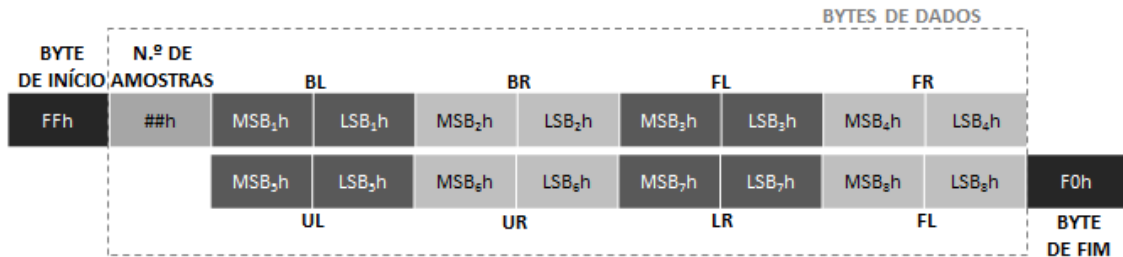 BYTES DE DADOS
BYTE DE INÍCIO
N.º DE AMOSTRAS
BL BR FL FR
FFh ##h MSB₁h LSB₁h MSB₂h LSB₂h MSB₃h LSB₃h MSB₄h LSB₄h
MSB₅h LSB₅h MSB₆h LSB₆h MSB₇h LSB₇h MSB₈h LSB₈h F0h
UL UR LR FL
BYTE DE FIM